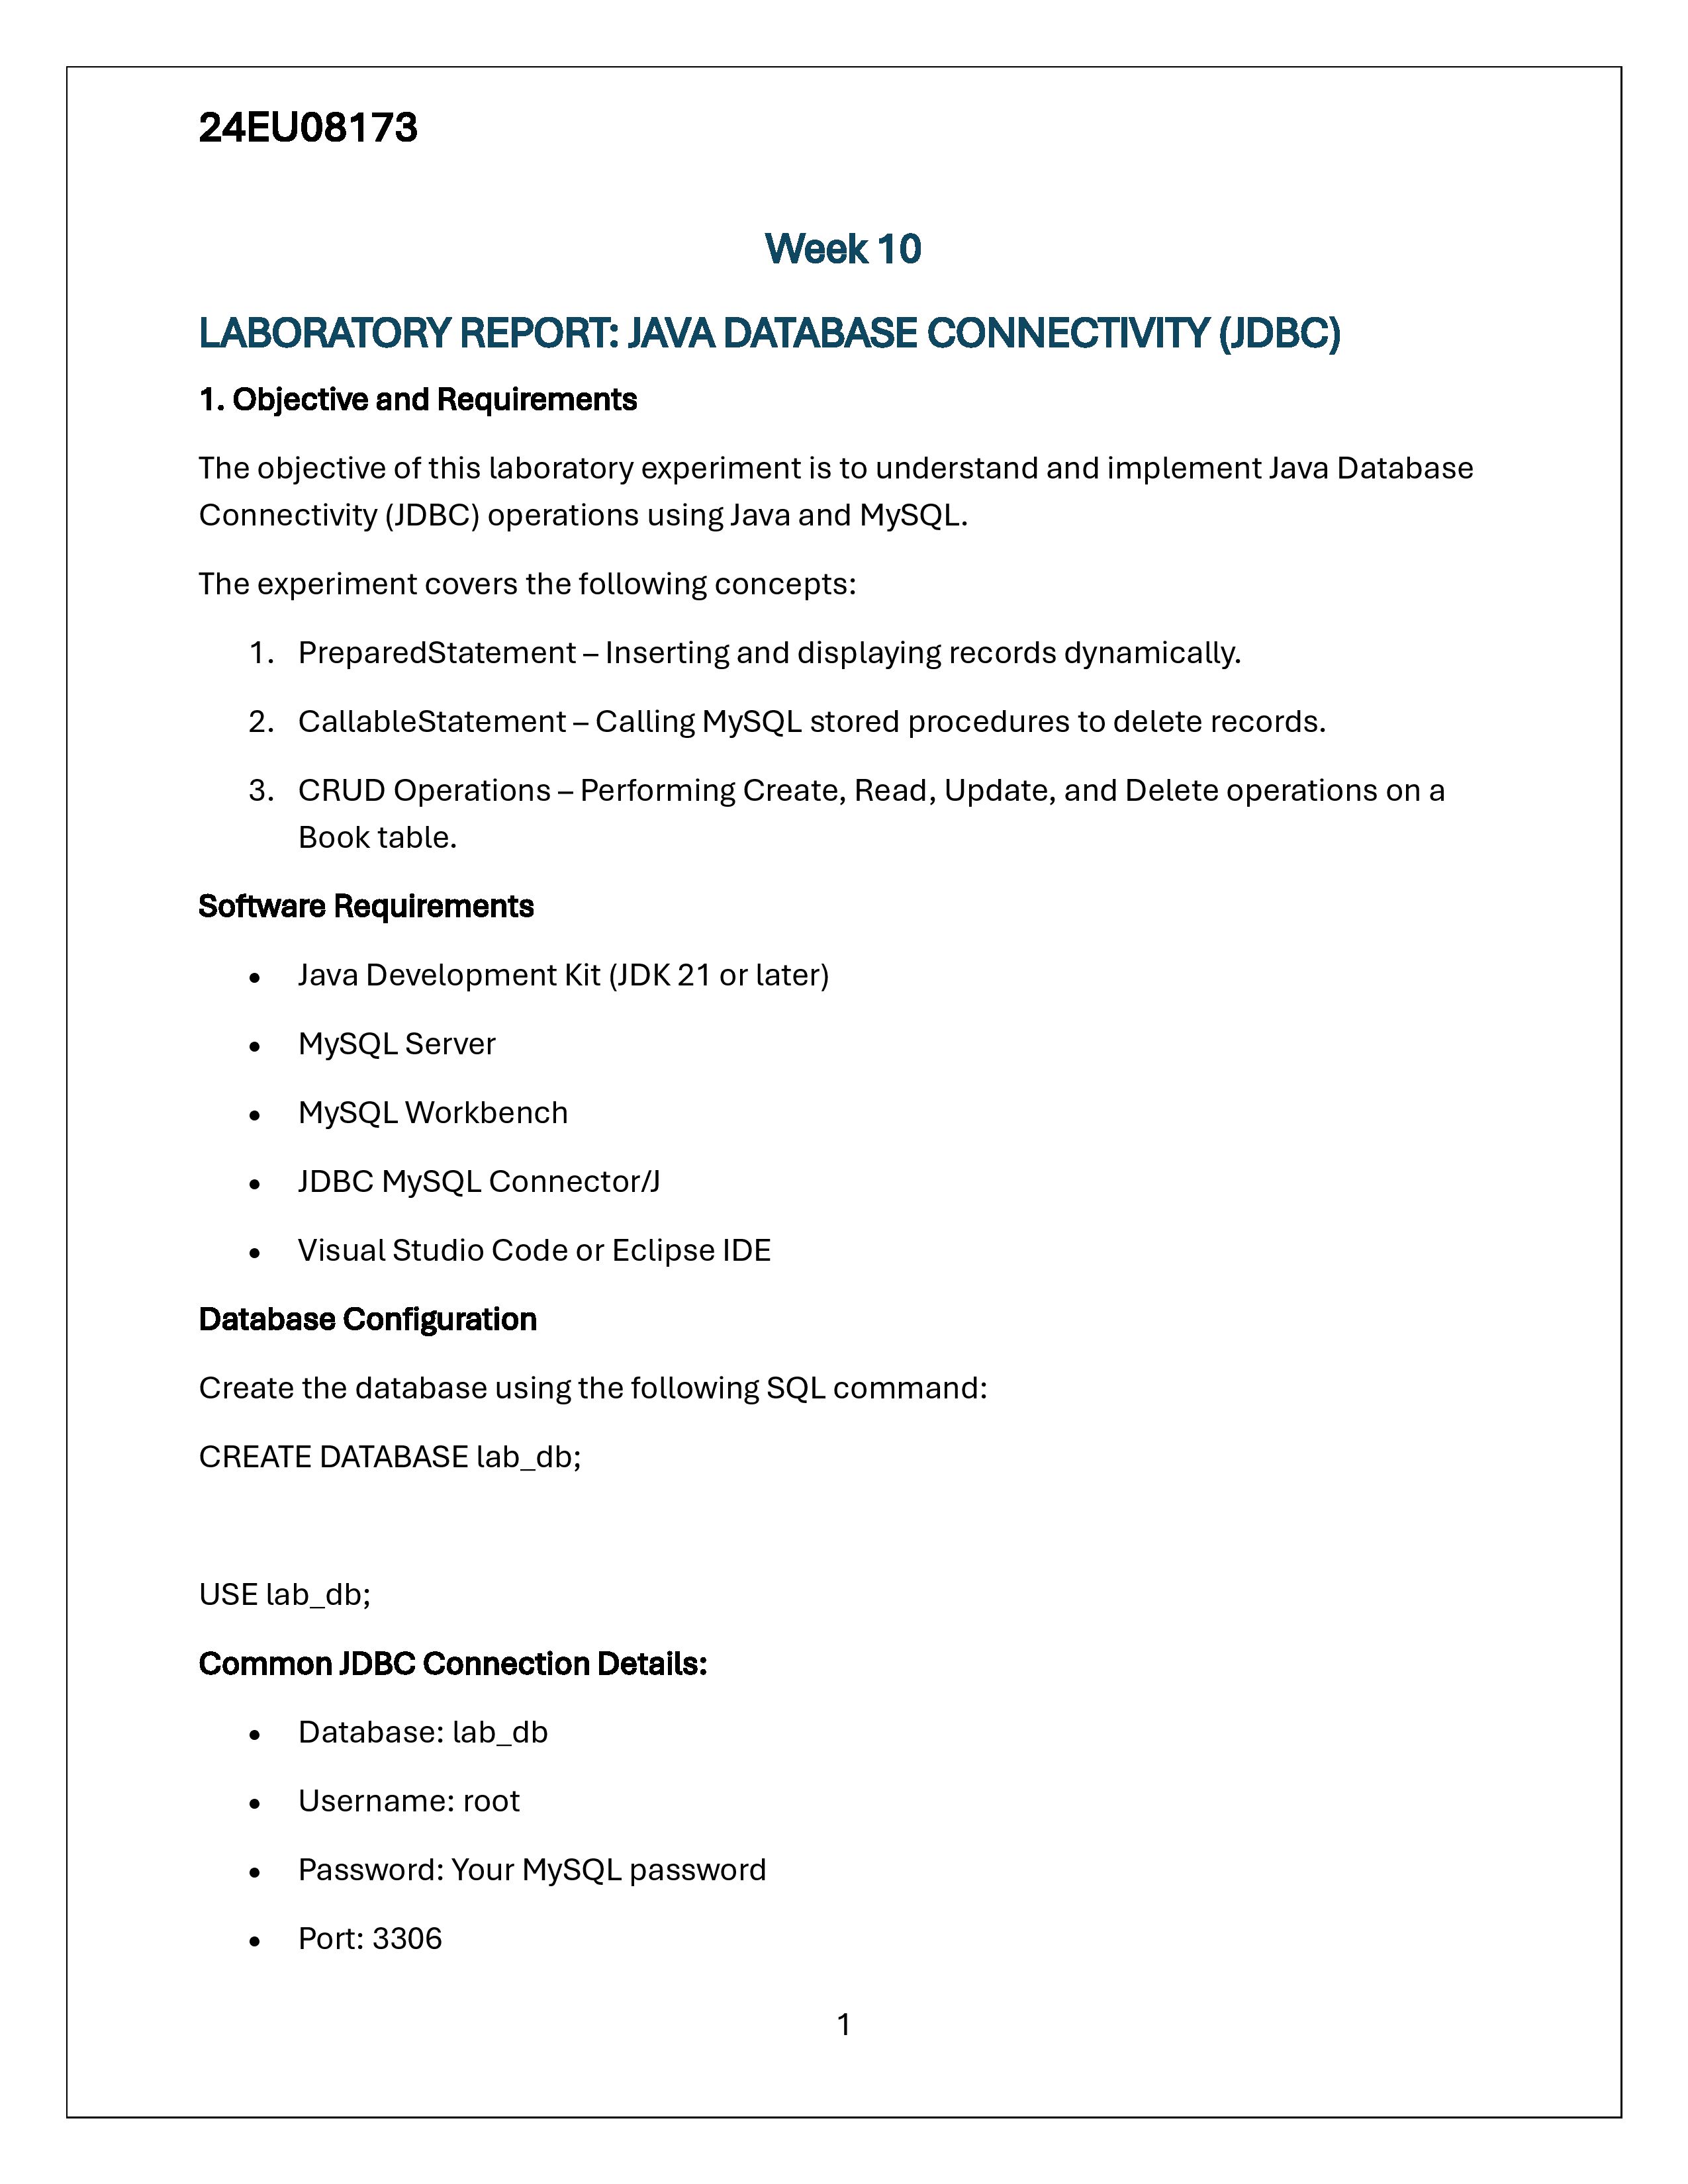 24EU08173
Week 10
LABORATORY REPORT: JAVA DATABASE CONNECTIVITY (JDBC)
1. Objective and Requirements
The objective of this laboratory experiment is to understand and implement Java Database
Connectivity (JDBC) operations using Java and MySQL.
The experiment covers the following concepts:
1. PreparedStatement – Inserting and displaying records dynamically.
2. CallableStatement – Calling MySQL stored procedures to delete records.
3. CRUD Operations – Performing Create, Read, Update, and Delete operations on a
Book table.
Software Requirements
• Java Development Kit (JDK 21 or later)
• MySQL Server
• MySQL Workbench
• JDBC MySQL Connector/J
• Visual Studio Code or Eclipse IDE
Database Configuration
Create the database using the following SQL command:
CREATE DATABASE lab_db;
USE lab_db;
Common JDBC Connection Details:
• Database: lab_db
• Username: root
• Password: Your MySQL password
• Port: 3306
1